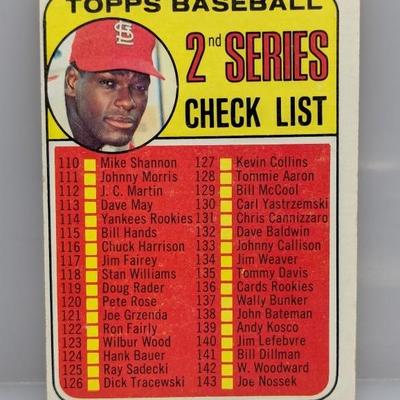 TOPPS BASEBALL
2nd SERIES
CHECK LIST
110 Mike Shannon
111 Johnny Morris
112 J. C. Martin
113 Dave May
114 Yankees Rookies
115 Bill Hands
116 Chuck Harrison
117 Jim Fairey
118 Stan Williams
119 Doug Rader
120 Pete Rose
121 Joe Grzenda
122 Ron Fairly
123 Wilbur Wood
124 Hank Bauer
125 Ray Sadecki
126 Dick Tracewski
127 Kevin Collins
128 Tommie Aaron
129 Bill McCool
130 Carl Yastrzemski
131 Chris Cannizzaro
132 Dave Baldwin
133 Johnny Callison
134 Jim Weaver
135 Tommy Davis
136 Cards Rookies
137 Wally Bunker
138 John Bateman
139 Andy Kosco
140 Jim Lefebvre
141 Bill Dillman
142 W. Woodward
143 Joe Nossek